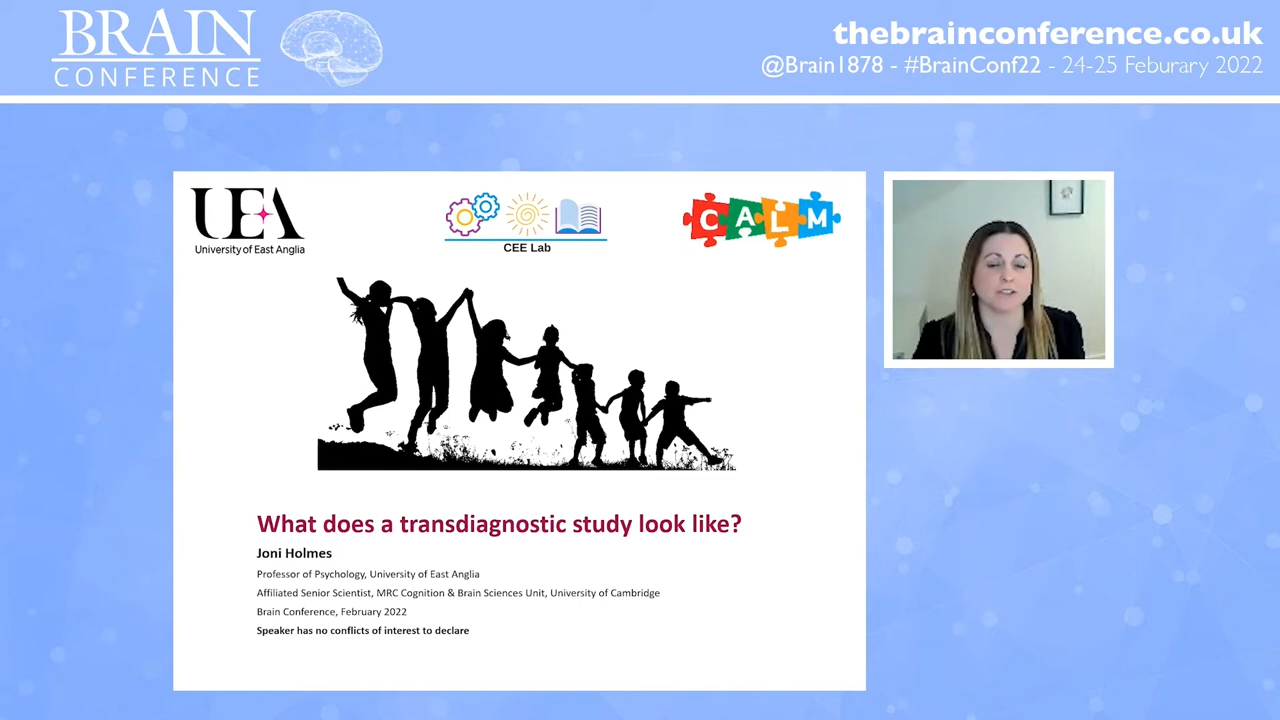 BRAIN
CONFERENCE
thebrainconference.co.uk
@Brain1878 - #BrainConf22 - 24-25 Feburary 2022
UEA
University of East Anglia
CEE Lab
CALM
What does a transdiagnostic study look like?
Joni Holmes
Professor of Psychology, University of East Anglia
Affiliated Senior Scientist, MRC Cognition & Brain Sciences Unit, University of Cambridge
Brain Conference, February 2022
Speaker has no conflicts of interest to declare